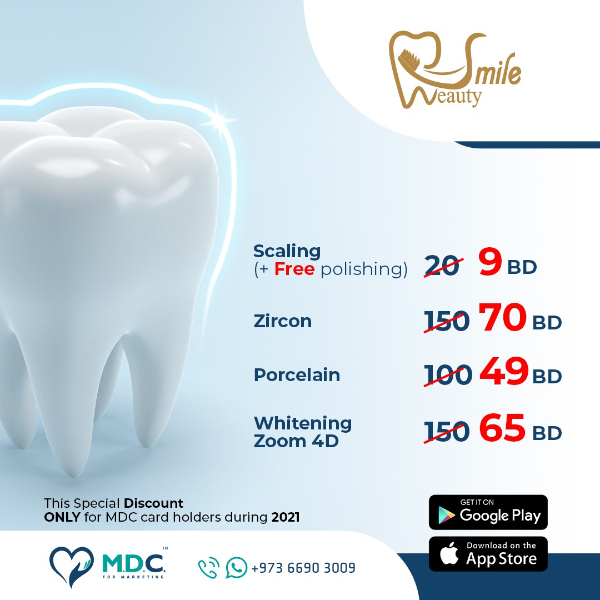 Smile
Beauty
Scaling
(+ Free polishing) 20 9 BD
Zircon 150 70 BD
Porcelain 100 49 BD
Whitening
Zoom 4D 150 65 BD
This Special Discount
ONLY for MDC card holders during 2021
GET IT ON
Google Play
M.D.C.™
FOR MARKETING
+973 6690 3009
Download on the
App Store